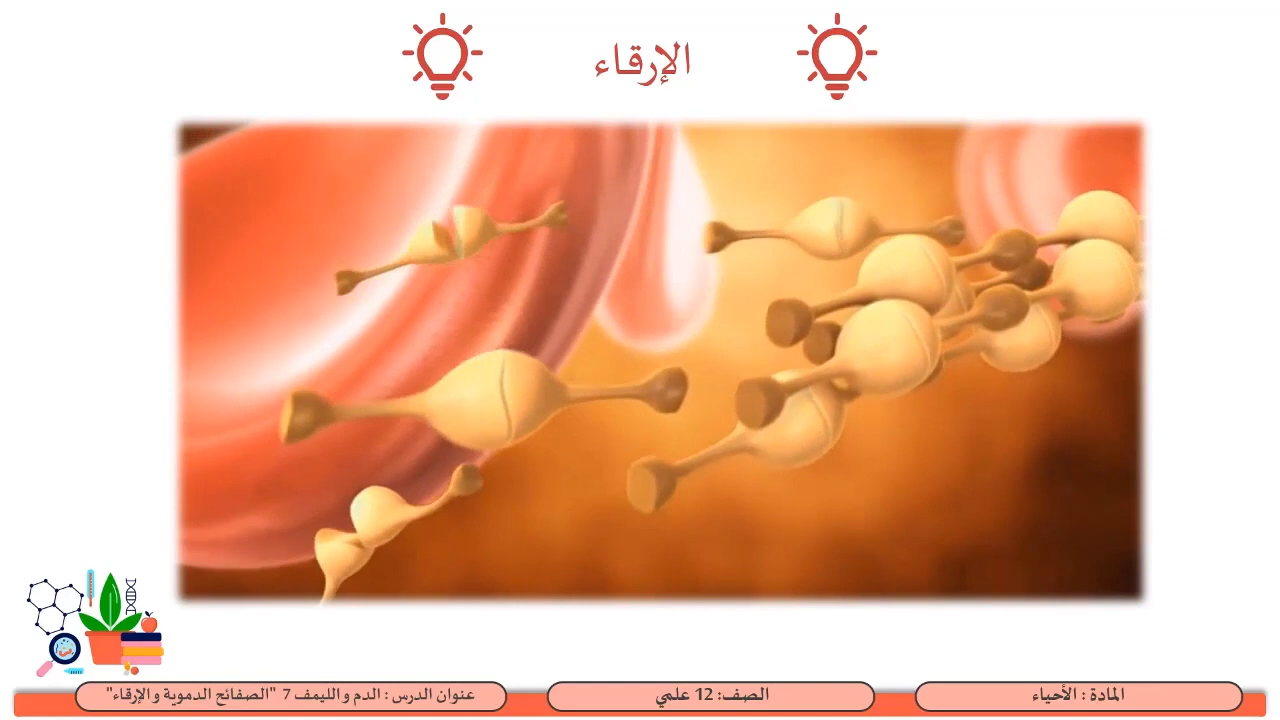 الإرقاء
المادة : الأحياء
الصف: 12 علمي
عنوان الدرس : الدم والليمف 7 "الصفائح الدموية والإرقاء"